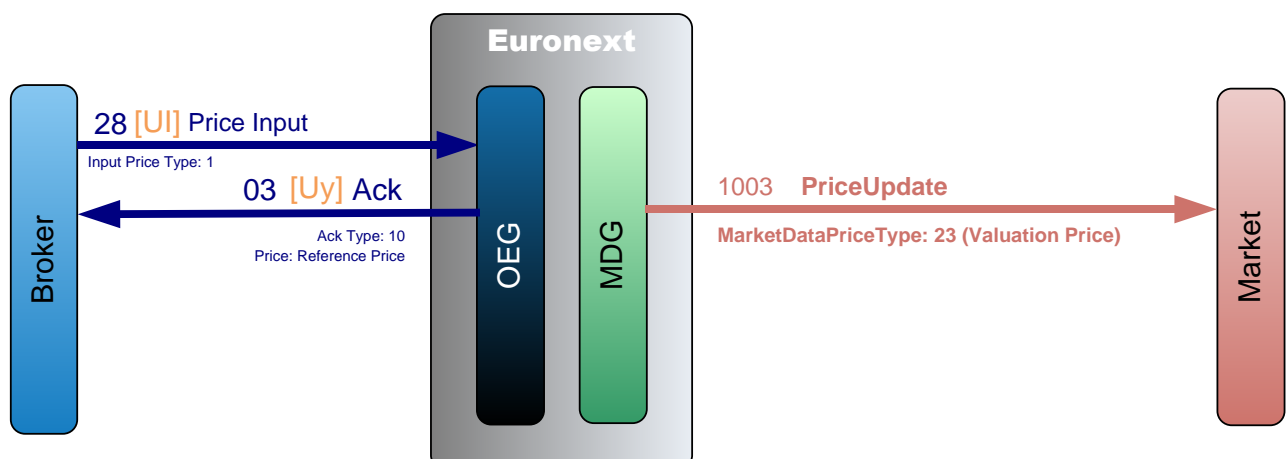 Euronext
28 [UI] Price Input
Input Price Type: 1
03 [Uy] Ack
Ack Type: 10
Price: Reference Price
1003 PriceUpdate
MarketDataPriceType: 23 (Valuation Price)
Broker
OEG
MDG
Market